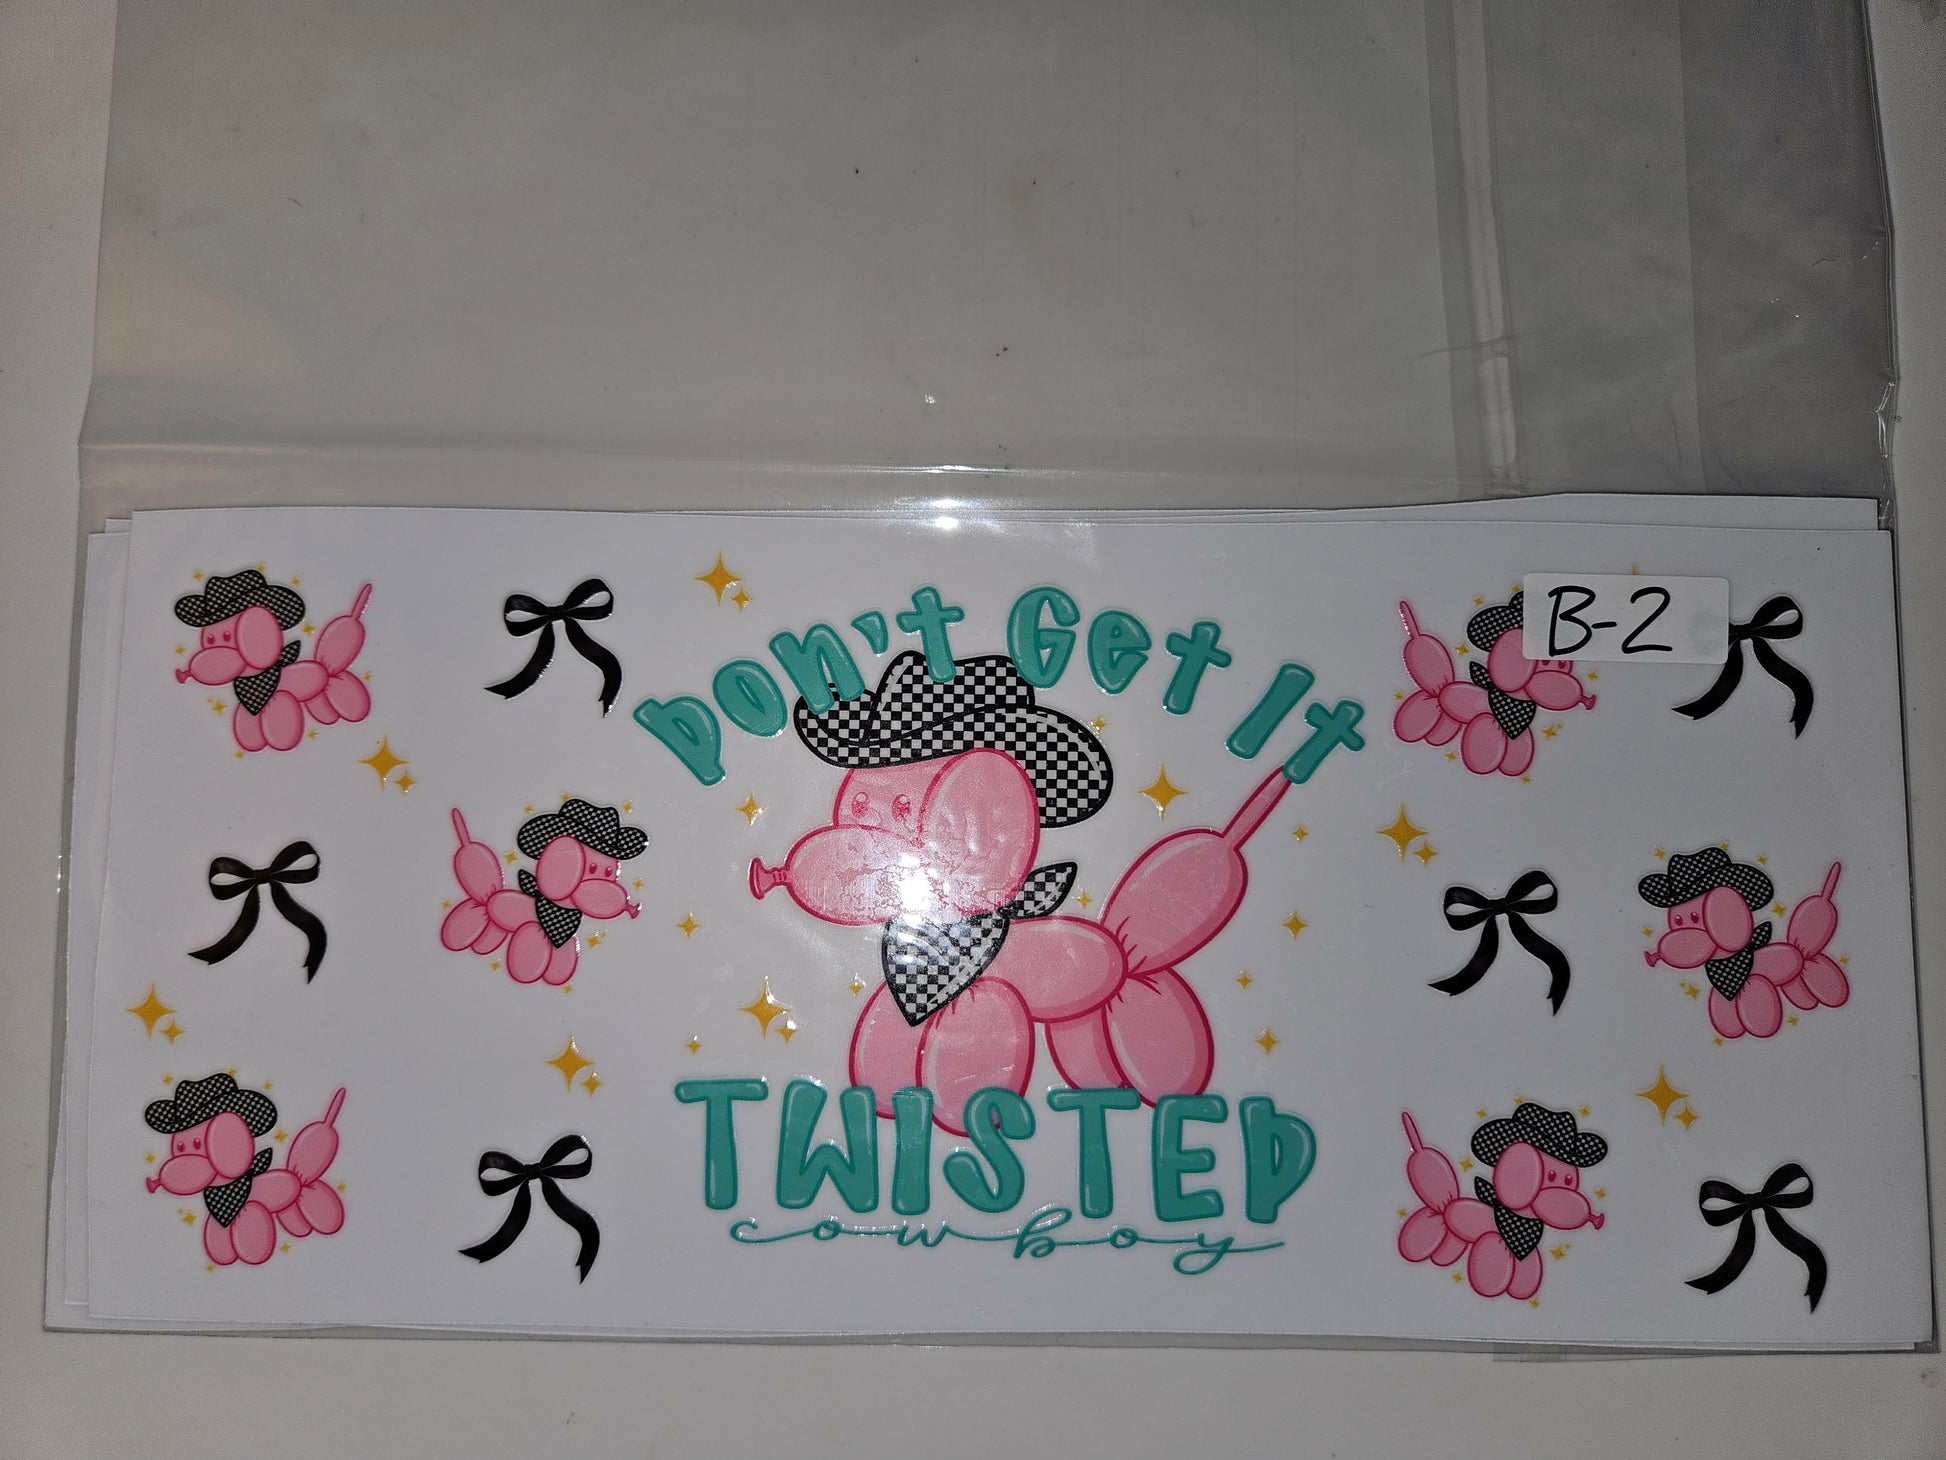 B-2
Don't Get It
TWISTED
cowboy